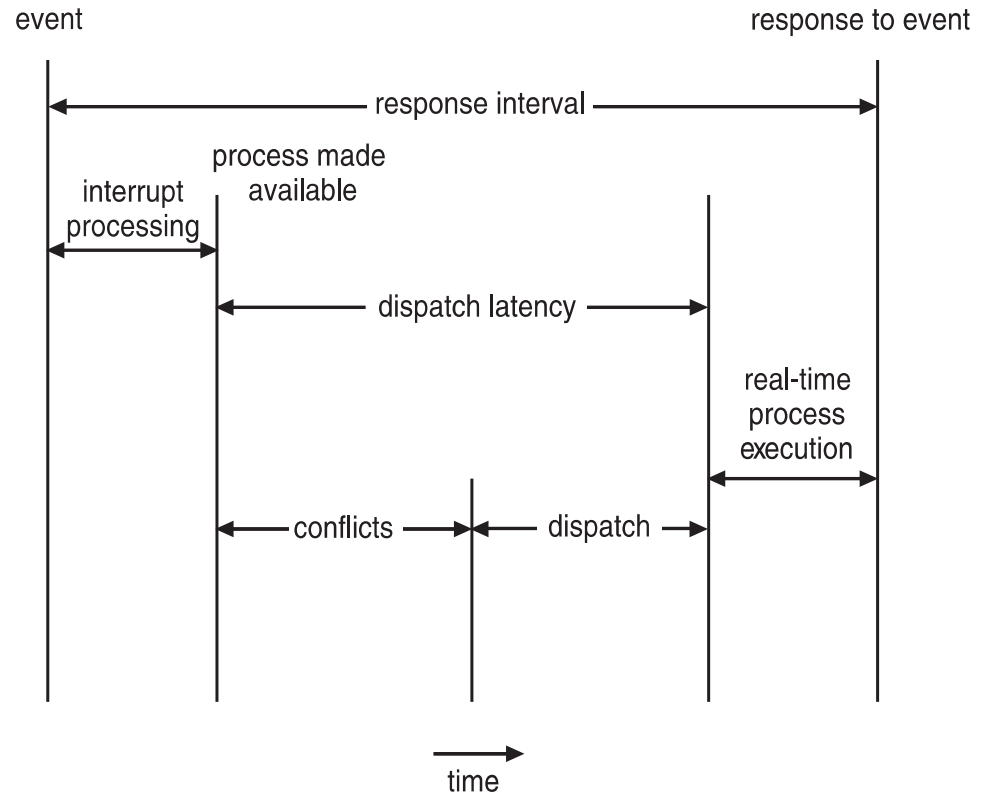 event
response to event
response interval
process made
available
interrupt
processing
dispatch latency
real-time
process
execution
conflicts
dispatch
time